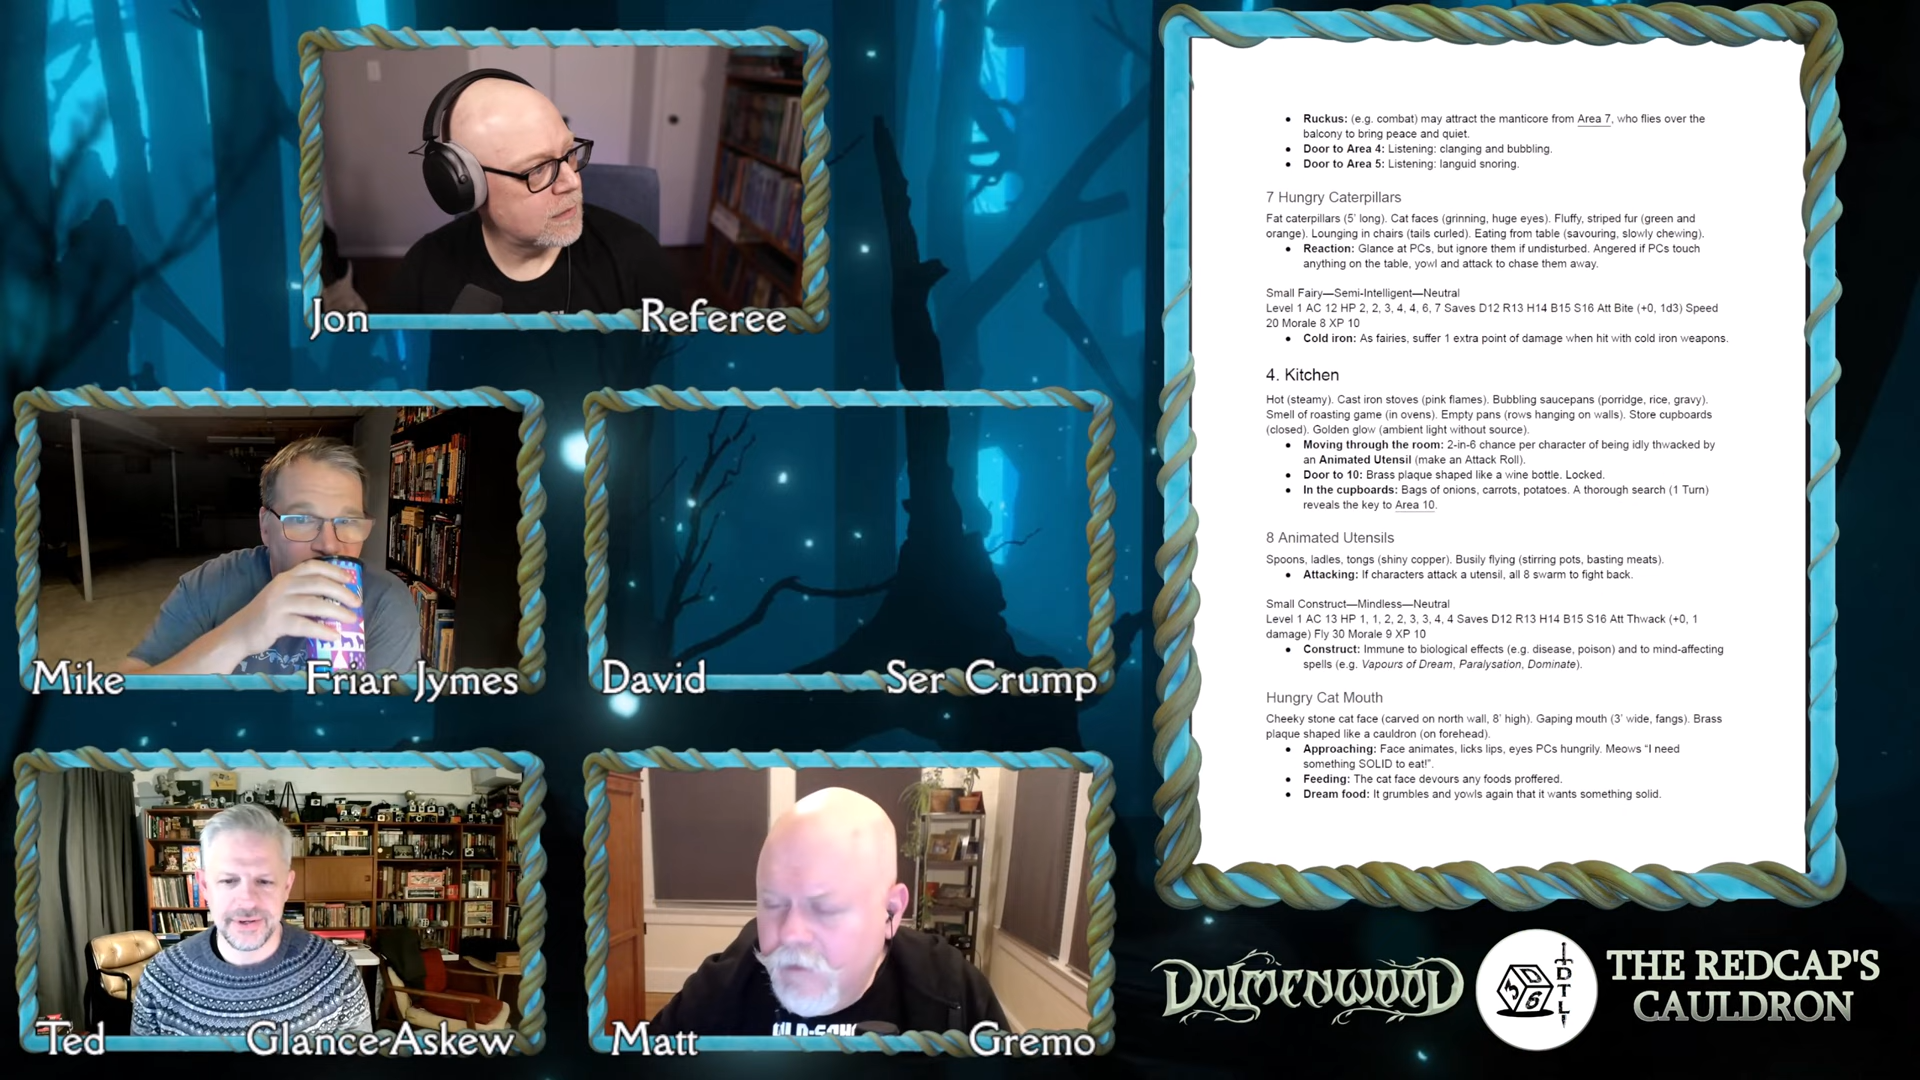 Jon Referee
Mike Friar Jymes
David Ser Crump
Ted Glance-Askew
Matt Gremo
• Ruckus: (e.g. combat) may attract the manticore from Area 7, who flies over the
balcony to bring peace and quiet.
• Door to Area 4: Listening: clanging and bubbling.
• Door to Area 5: Listening: languid snoring.
7 Hungry Caterpillars
Fat caterpillars (5’ long). Cat faces (grinning, huge eyes). Fluffy, striped fur (green and
orange). Lounging in chairs (tails curled). Eating from table (savouring, slowly chewing).
• Reaction: Glance at PCs, but ignore them if undisturbed. Angered if PCs touch
anything on the table, yowl and attack to chase them away.
Small Fairy—Semi-Intelligent—Neutral
Level 1 AC 12 HP 2, 2, 3, 4, 4, 6, 7 Saves D12 R13 H14 B15 S16 Att Bite (+0, 1d3) Speed
20 Morale 8 XP 10
• Cold iron: As fairies, suffer 1 extra point of damage when hit with cold iron weapons.
4. Kitchen
Hot (steamy). Cast iron stoves (pink flames). Bubbling saucepans (porridge, rice, gravy).
Smell of roasting game (in ovens). Empty pans (rows hanging on walls). Store cupboards
(closed). Golden glow (ambient light without source).
• Moving through the room: 2-in-6 chance per character of being idly thwacked by
an Animated Utensil (make an Attack Roll).
• Door to 10: Brass plaque shaped like a wine bottle. Locked.
• In the cupboards: Bags of onions, carrots, potatoes. A thorough search (1 Turn)
reveals the key to Area 10.
8 Animated Utensils
Spoons, ladles, tongs (shiny copper). Busily flying (stirring pots, basting meats).
• Attacking: If characters attack a utensil, all 8 swarm to fight back.
Small Construct—Mindless—Neutral
Level 1 AC 13 HP 1, 1, 2, 2, 3, 3, 4, 4 Saves D12 R13 H14 B15 S16 Att Thwack (+0, 1
damage) Fly 30 Morale 9 XP 10
• Construct: Immune to biological effects (e.g. disease, poison) and to mind-affecting
spells (e.g. Vapours of Dream, Paralysation, Dominate).
Hungry Cat Mouth
Cheeky stone cat face (carved on north wall, 8’ high). Gaping mouth (3’ wide, fangs). Brass
plaque shaped like a cauldron (on forehead).
• Approaching: Face animates, licks lips, eyes PCs hungrily. Meows “I need
something SOLID to eat!”.
• Feeding: The cat face devours any foods proffered.
• Dream food: It grumbles and yowls again that it wants something solid.
DOLMENWOOD
3D6
DTL
THE REDCAP'S
CAULDRON